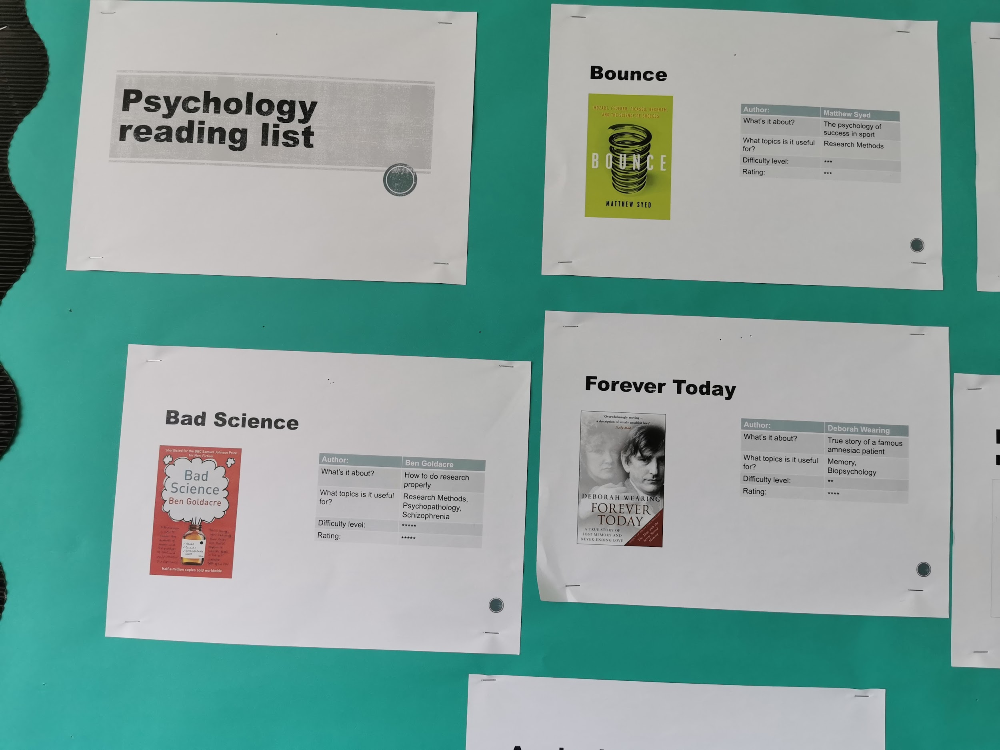 Psychology
reading list
Bounce
MOZART, FEDERER, PICASSO, BECKHAM
AND THE SCIENCE OF SUCCESS
BOUNCE
MATTHEW SYED
Author: Matthew Syed
What's it about? The psychology of
success in sport
What topics is it useful
for? Research Methods
Difficulty level: ***
Rating: ***
Bad Science
Shortlisted for the BBC Samuel Johnson Prize
for Non-Fiction
Bad
Science
Ben Goldacre
Half a million copies sold worldwide
Author: Ben Goldacre
What's it about? How to do research
properly
What topics is it useful
for? Research Methods,
Psychopathology,
Schizophrenia
Difficulty level: *****
Rating: *****
Forever Today
'Overwhelmingly moving...
a description of utterly unselfish love'
Daily Mail
DEBORAH WEARING
FOREVER
TODAY
A TRUE STORY OF
LOST MEMORY AND
NEVER-ENDING LOVE
The Man with the
Seven Second
Memory
Author: Deborah Wearing
What's it about? True story of a famous
amnesiac patient
What topics is it useful
for? Memory,
Biopsychology
Difficulty level: **
Rating: ****